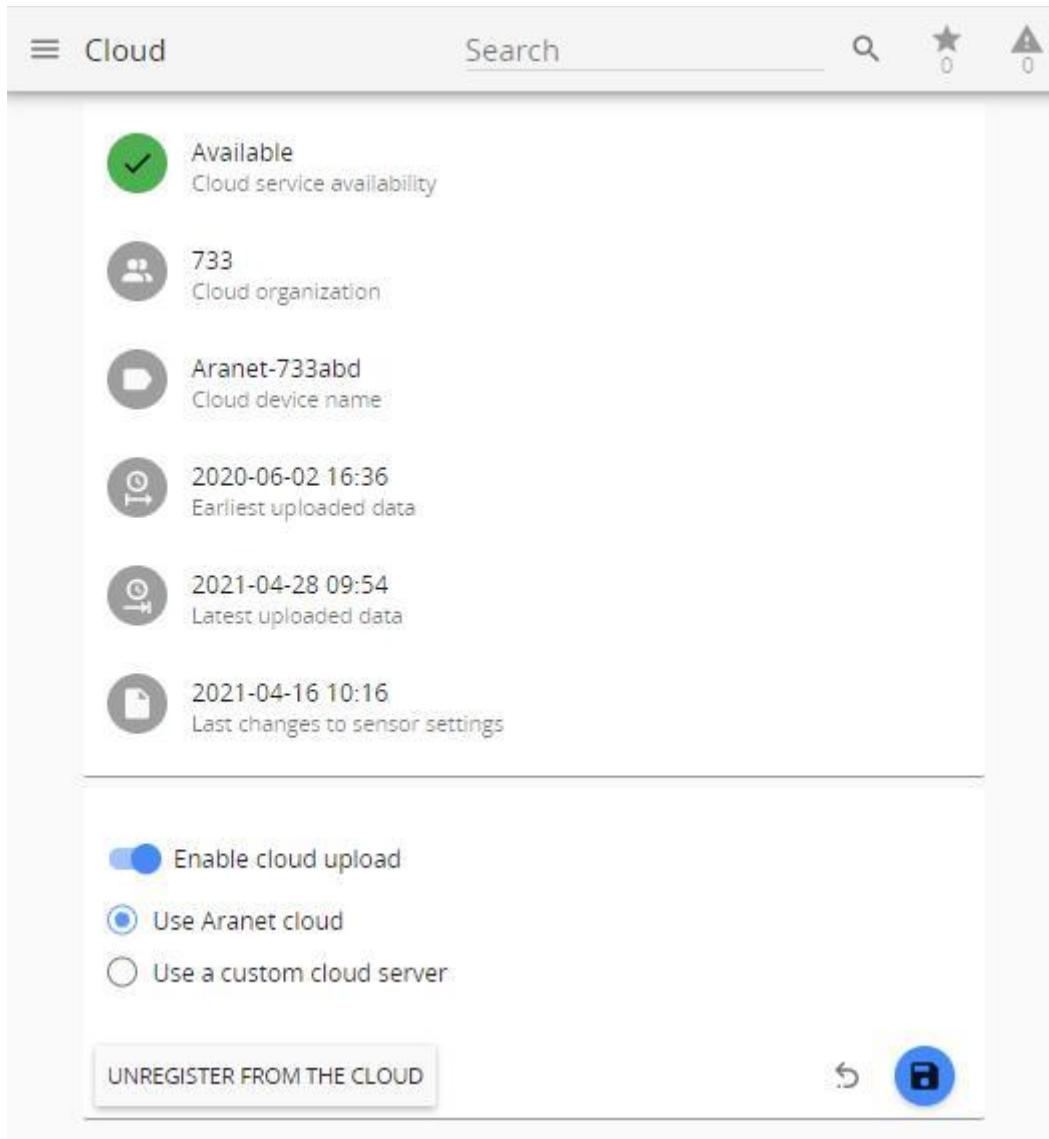 Cloud
Search
0
0
Available
Cloud service availability
733
Cloud organization
Aranet-733abd
Cloud device name
2020-06-02 16:36
Earliest uploaded data
2021-04-28 09:54
Latest uploaded data
2021-04-16 10:16
Last changes to sensor settings
Enable cloud upload
Use Aranet cloud
Use a custom cloud server
UNREGISTER FROM THE CLOUD